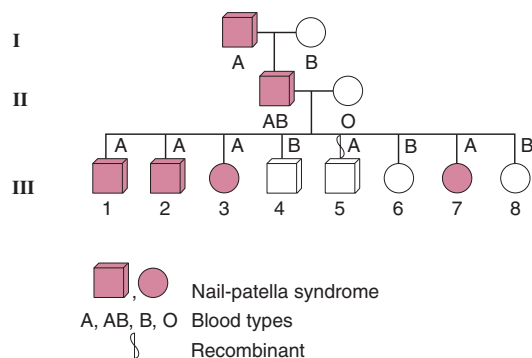 I
A B
II
AB O
A A A B A B A B
III
1 2 3 4 5 6 7 8
, Nail-patella syndrome
A, AB, B, O Blood types
Recombinant